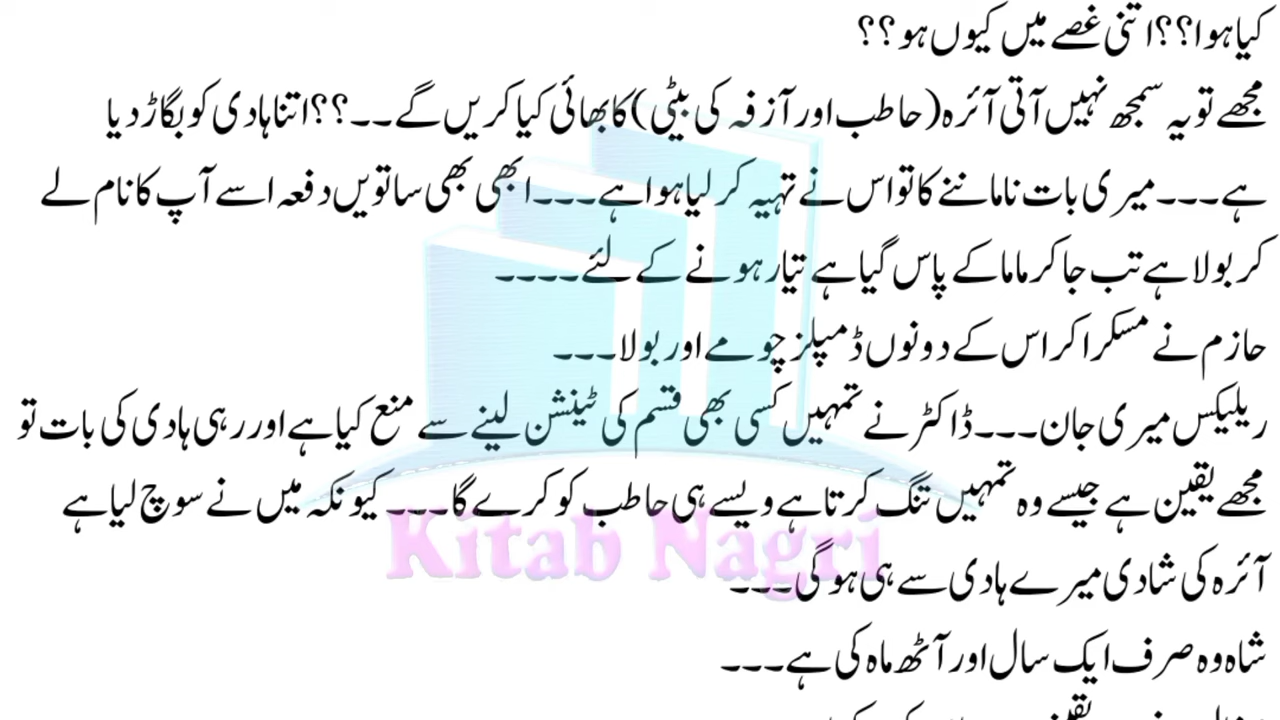 کیا ہوا؟؟ اتنی غصے میں کیوں ہو؟؟
مجھے تو یہ سمجھ نہیں آتی آئرہ (حاطب اور آزفہ کی بیٹی) کا بھائی کیا کریں گے۔۔؟؟ اتنا ہادی کو بگاڑ دیا
ہے۔۔۔ میری بات نا ماننے کا تو اس نے تہیہ کر لیا ہوا ہے۔۔۔ ابھی بھی ساتویں دفعہ اسے آپ کا نام لے
کر بولا ہے تب جا کر ماما کے پاس گیا ہے تیار ہونے کے لئے۔۔۔۔
حازم نے مسکرا کر اس کے دونوں ڈمپلز چومے اور بولا۔۔۔
ریلیکس میری جان۔۔۔ ڈاکٹر نے تمہیں کسی بھی قسم کی ٹینشن لینے سے منع کیا ہے اور رہی ہادی کی بات تو
مجھے یقین ہے جیسے وہ تمہیں تنگ کرتا ہے ویسے ہی حاطب کو کرے گا۔۔۔ کیونکہ میں نے سوچ لیا ہے
آئرہ کی شادی میرے ہادی سے ہی ہو گی۔۔۔
شاہ وہ صرف ایک سال اور آٹھ ماہ کی ہے۔۔۔
Kitab Nagri